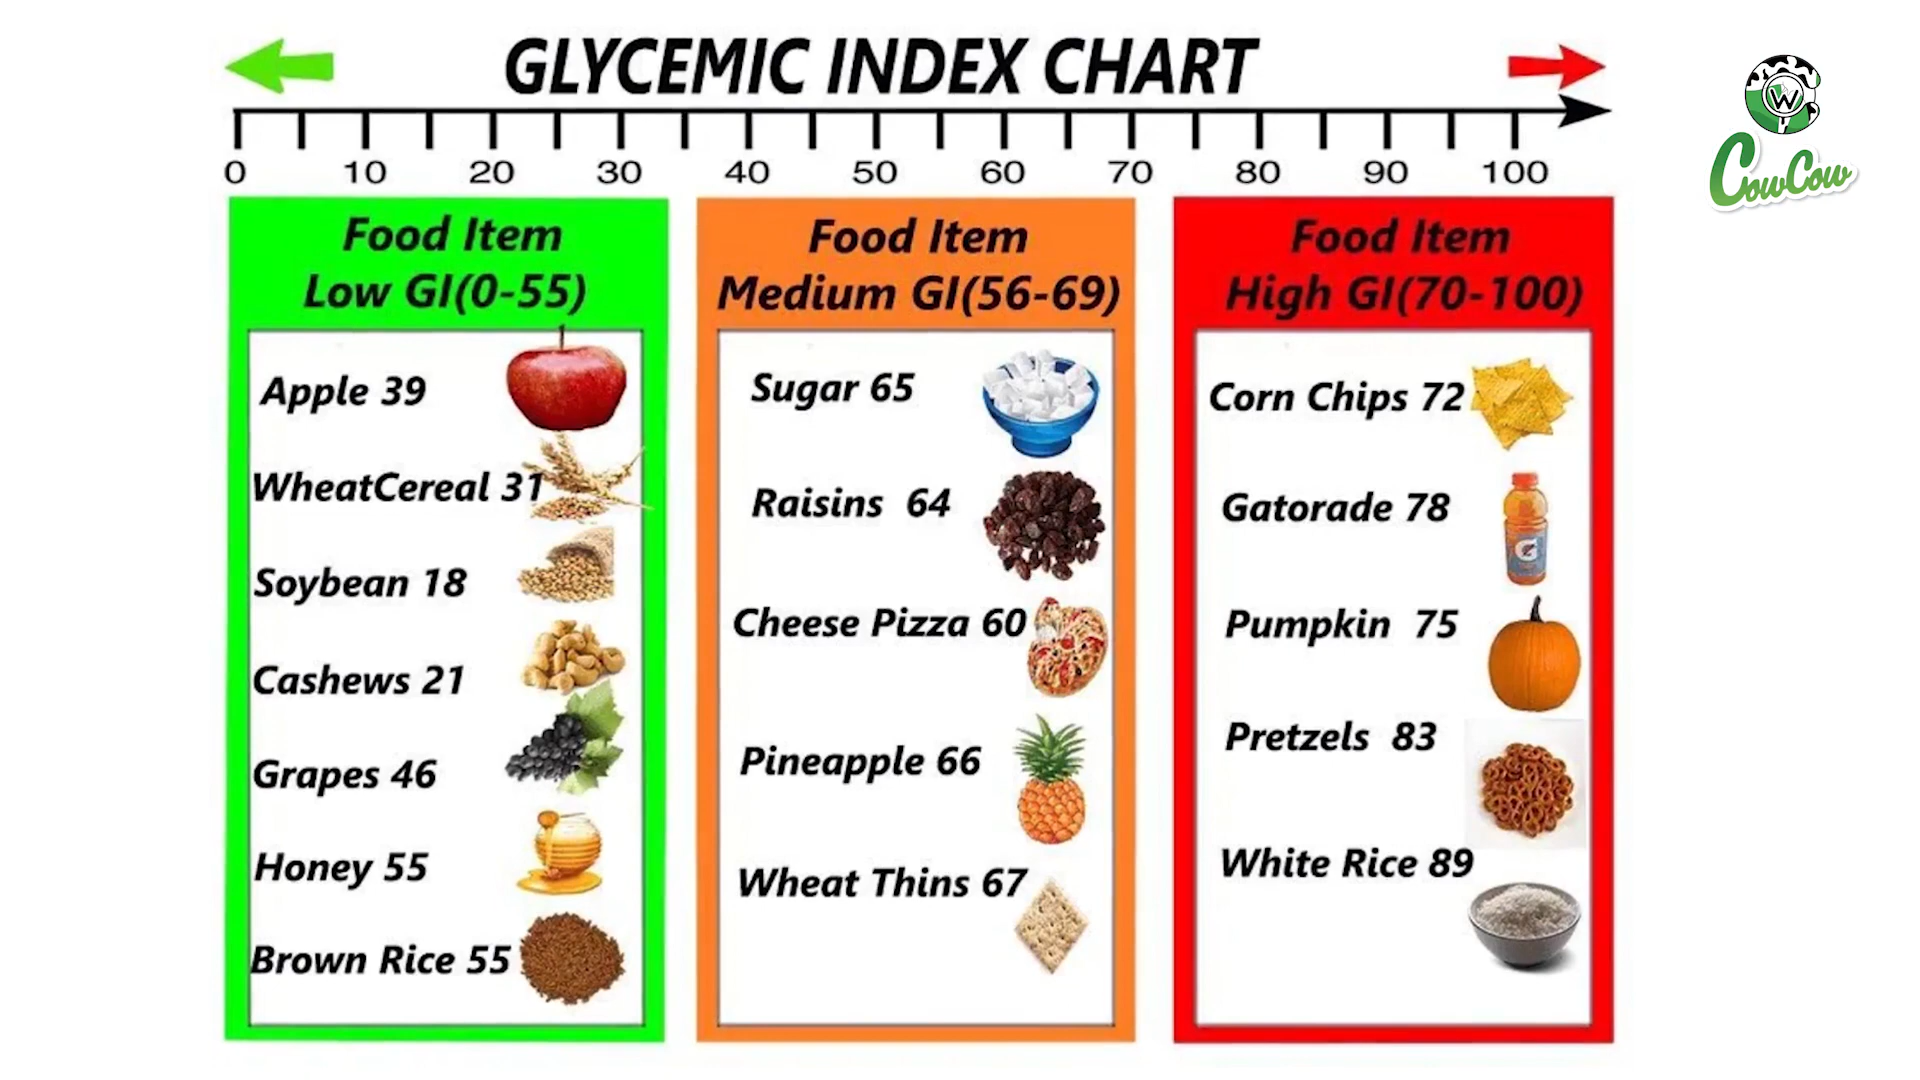 GLYCEMIC INDEX CHART
0 10 20 30 40 50 60 70 80 90 100
W
CowCow
Food Item
Low GI(0-55)
Apple 39
WheatCereal 31
Soybean 18
Cashews 21
Grapes 46
Honey 55
Brown Rice 55
Food Item
Medium GI(56-69)
Sugar 65
Raisins 64
Cheese Pizza 60
Pineapple 66
Wheat Thins 67
Food Item
High GI(70-100)
Corn Chips 72
Gatorade 78
G
Pumpkin 75
Pretzels 83
White Rice 89